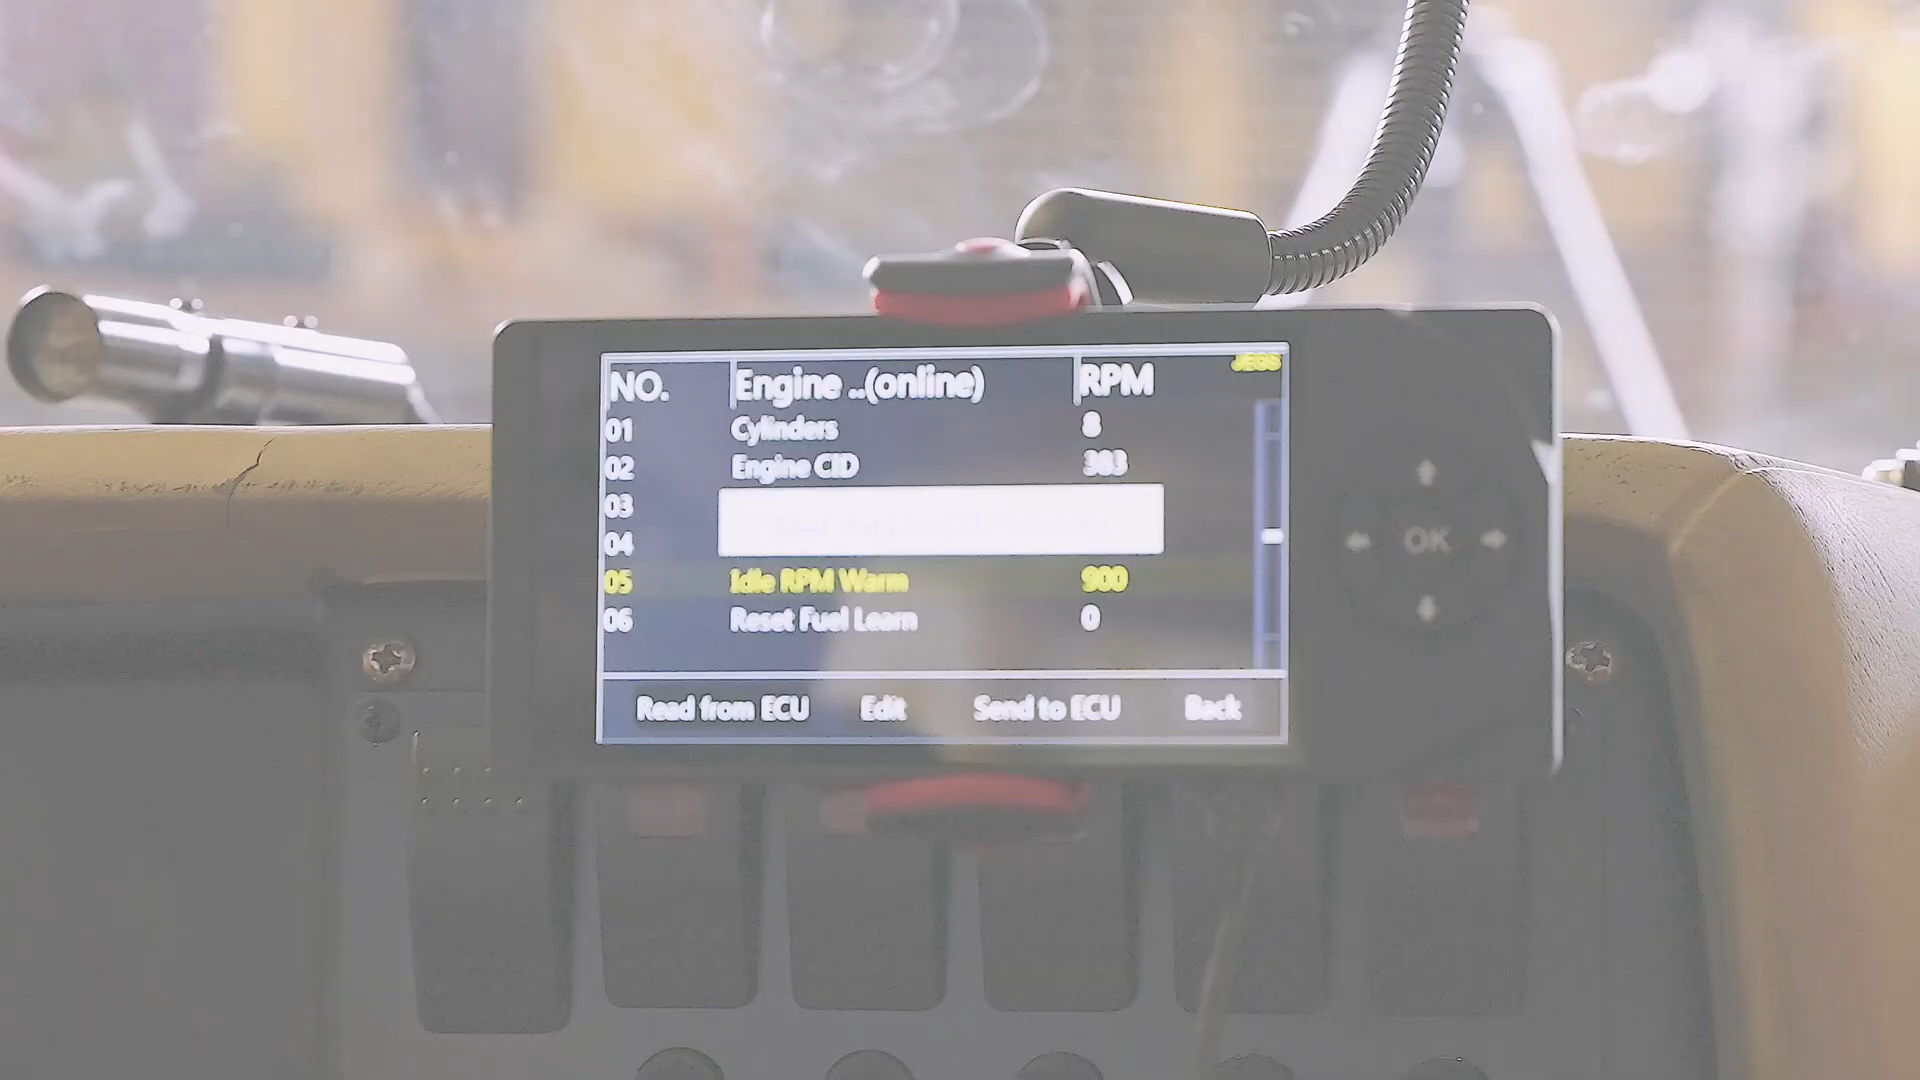 JEGS
NO. Engine ..(online) RPM
01 Cylinders 8
02 Engine CID 383
03
04
05 Idle RPM Warm 900
06 Reset Fuel Learn 0
Read from ECU Edit Send to ECU Back
OK